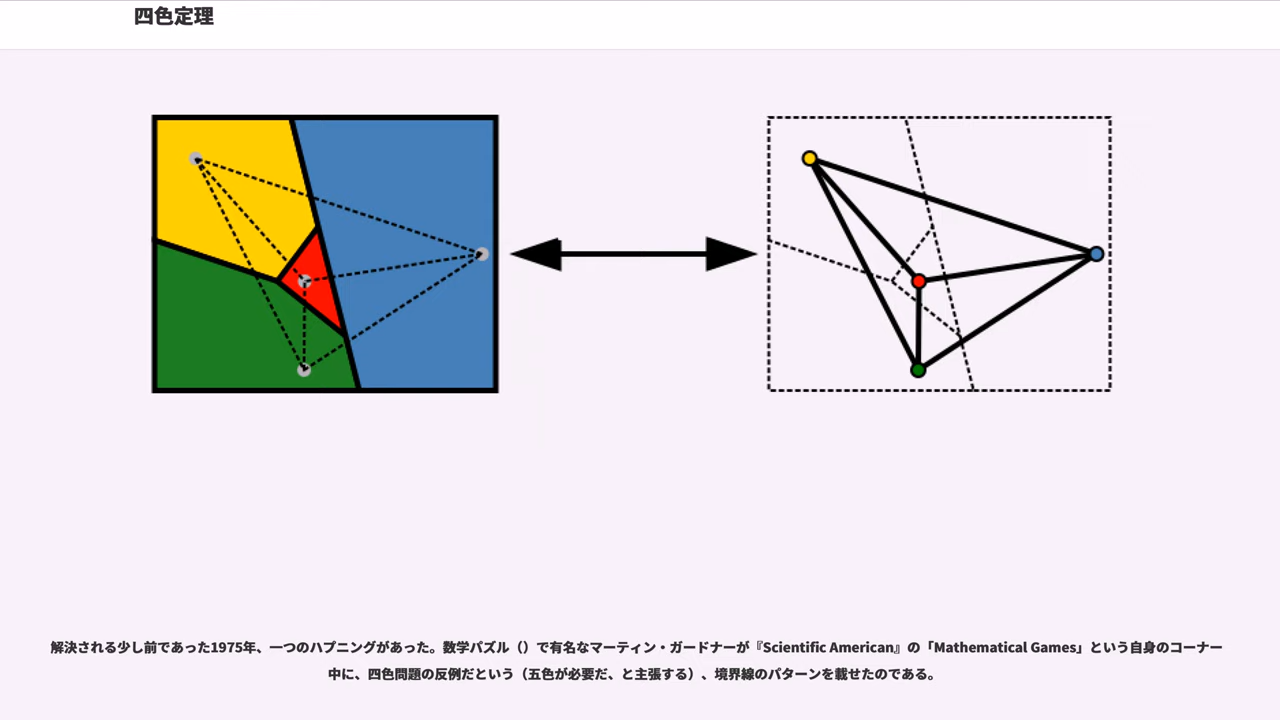 四色定理
解決される少し前であった1975年、一つのハプニングがあった。数学パズル（）で有名なマーティン・ガードナーが『Scientific American』の「Mathematical Games」という自身のコーナー
中に、四色問題の反例だという（五色が必要だ、と主張する）、境界線のパターンを載せたのである。